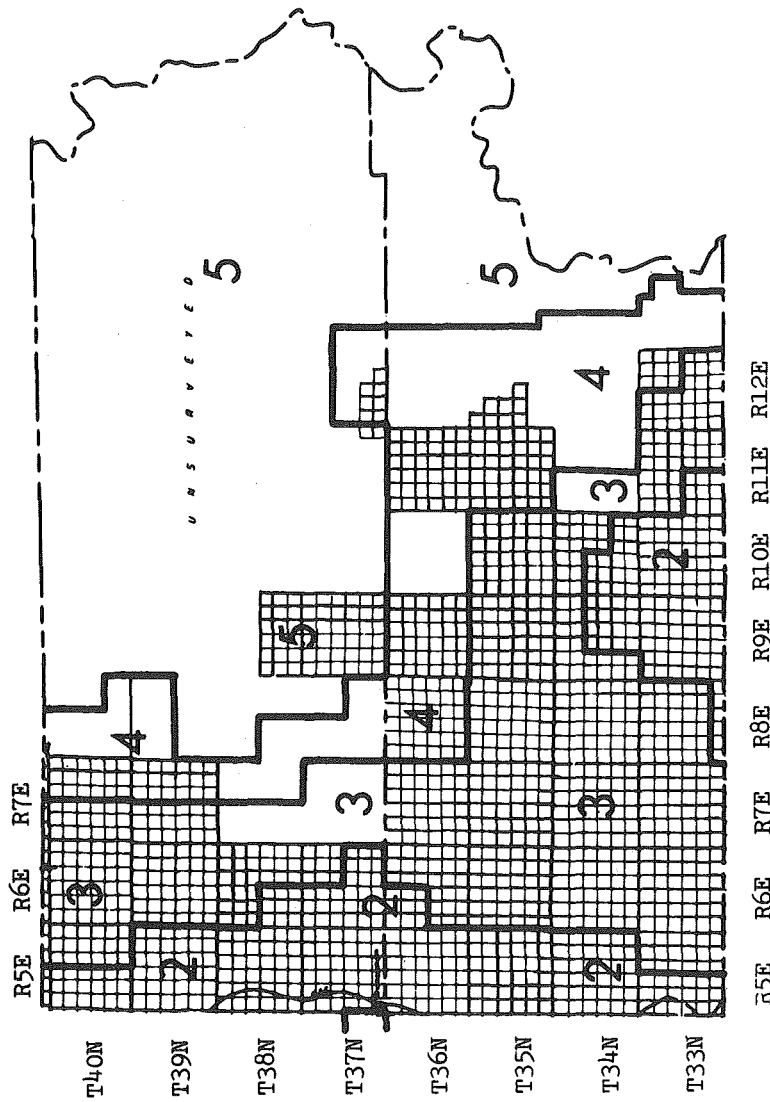 R5E R6E R7E
T40N 3 4
T39N 2 UNSURVEYED 5
T38N 5
T37N 3
T36N 2 4
T35N 5
T34N 2 3 3 4
T33N 2
R5E R6E R7E R8E R9E R10E R11E R12E